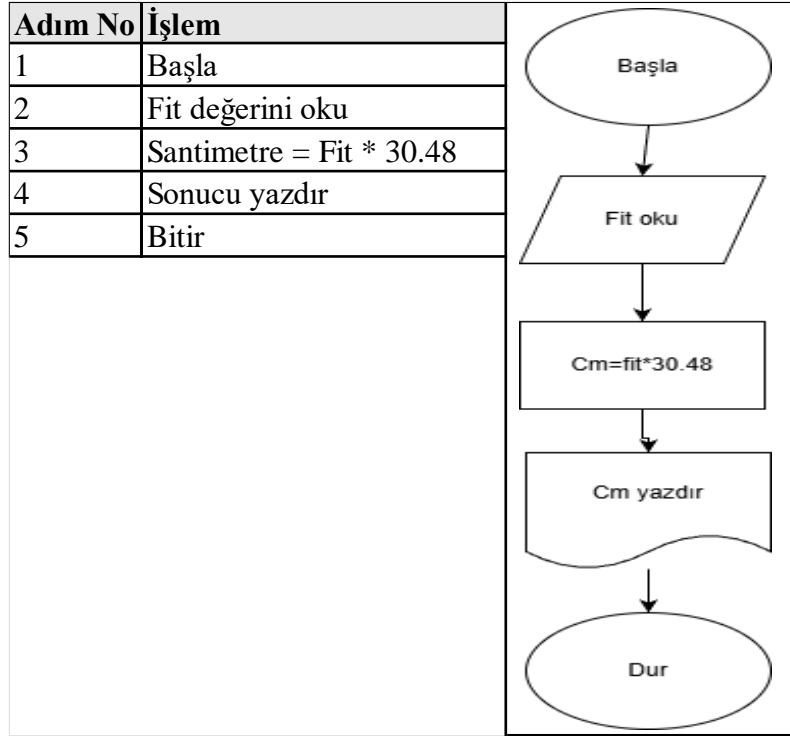 Adım No İşlem
1 Başla
2 Fit değerini oku
3 Santimetre = Fit * 30.48
4 Sonucu yazdır
5 Bitir
Başla
Fit oku
Cm=fit*30.48
Cm yazdır
Dur